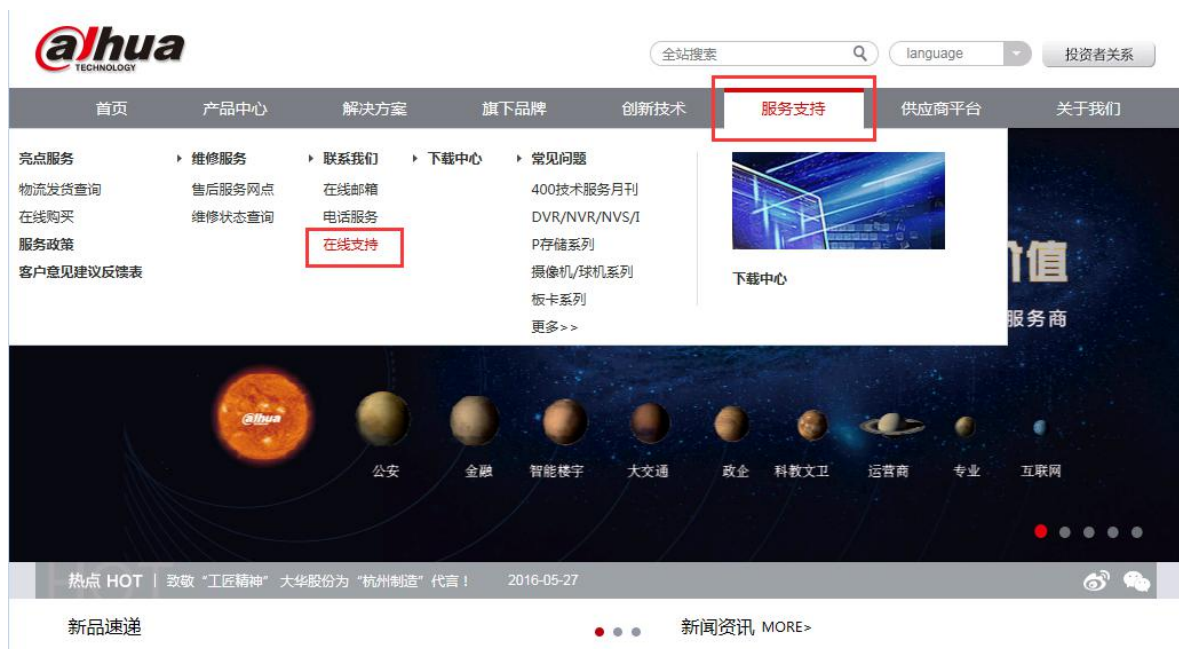 alhua
TECHNOLOGY
全站搜索
language
投资者关系
首页 产品中心 解决方案 旗下品牌 创新技术 服务支持 供应商平台 关于我们
亮点服务 维修服务 联系我们 下载中心 常见问题
物流发货查询 售后服务网点 在线邮箱 400技术服务月刊
在线购买 维修状态查询 电话服务 DVR/NVR/NVS/I
服务政策 在线支持 P存储系列
客户意见建议反馈表 摄像机/球机系列
下载中心
板卡系列
更多>>
价值
服务商
alhua
公安 金融 智能楼宇 大交通 政企 科教文卫 运营商 专业 互联网
HOT
热点 HOT | 致敬“工匠精神” 大华股份为“杭州制造”代言! 2016-05-27
新品速递 新闻资讯 MORE>